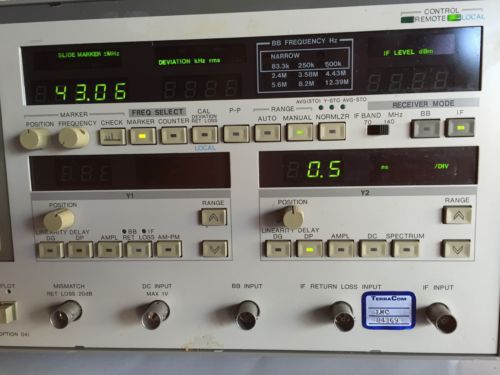 CONTROL
REMOTE LOCAL
SLIDE MARKER ±MHz
DEVIATION kHz rms
BB FREQUENCY Hz
NARROW
83.3k 250k 500k
2.4M 3.58M 4.43M
5.6M 8.2M 12.39M
IF LEVEL dBm
43.06
AVG(STO) Y-STG AVG-STO
MARKER
FREQ SELECT
CAL
DEVIATION
RET LOSS
P-P
RANGE
RECEIVER MODE
POSITION FREQUENCY CHECK MARKER COUNTER
AUTO MANUAL NORMLZR
IF BAND MHz
70 140
BB IF
LOCAL
0.5 ms /DIV
Y1
Y2
POSITION
RANGE
POSITION
RANGE
LINEARITY DELAY
BB IF
DG DP AMPL RET LOSS AM-PM
LINEARITY DELAY
DG DP AMPL DC SPECTRUM
PLOT
MISMATCH
RET LOSS 20dB
DC INPUT
MAX 1V
BB INPUT
IF RETURN LOSS INPUT
IF INPUT
OPTION 04)
TERRACOM
LMC
04369